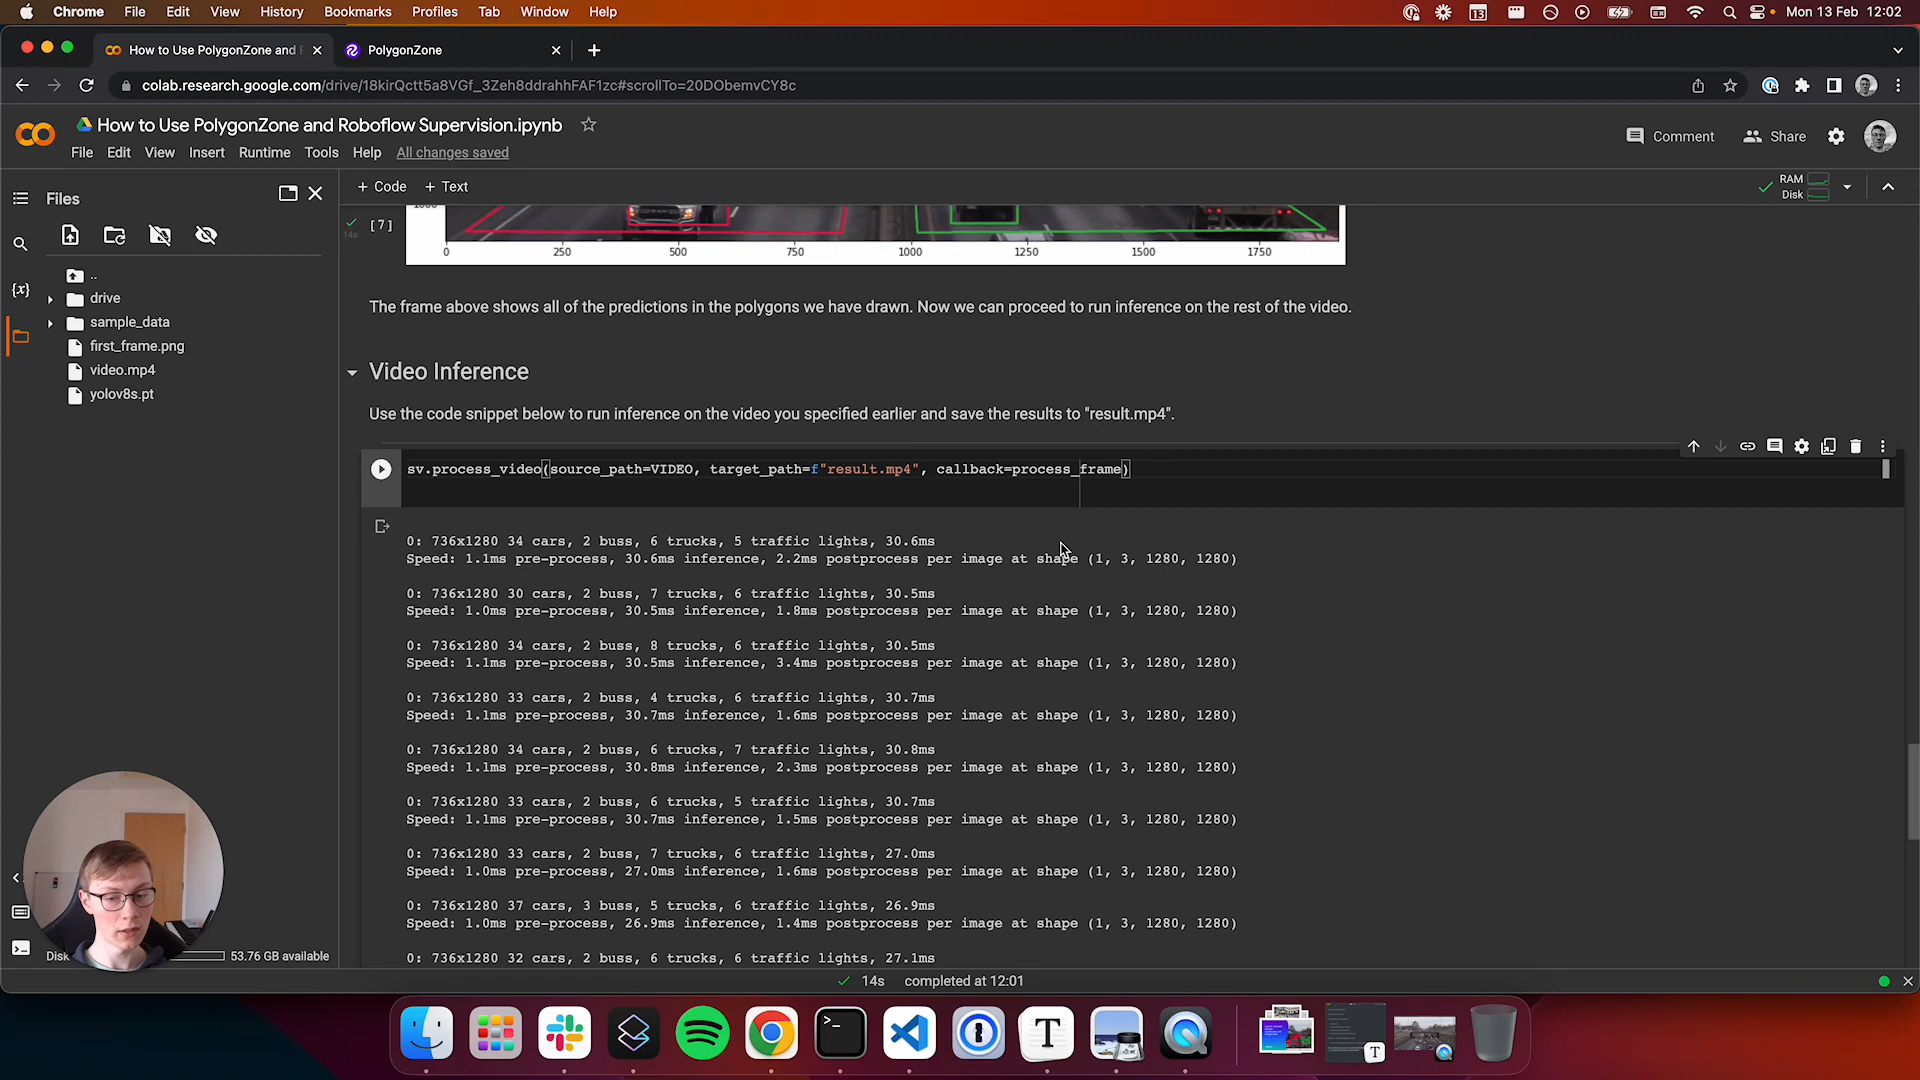 Chrome File Edit View History Bookmarks Profiles Tab Window Help
13 Mon 13 Feb 12:02
How to Use PolygonZone and
PolygonZone
colab.research.google.com/drive/18kirQctt5a8VGf_3Zeh8ddrahhFAF1zc#scrollTo=20DObemvCY8c
How to Use PolygonZone and Roboflow Supervision.ipynb
Comment
Share
File Edit View Insert Runtime Tools Help All changes saved
Files
+ Code + Text
RAM
Disk
..
drive
sample_data
first_frame.png
video.mp4
yolov8s.pt
{x}
14s
[7]
0 250 500 750 1000 1250 1500 1750
The frame above shows all of the predictions in the polygons we have drawn. Now we can proceed to run inference on the rest of the video.
Video Inference
Use the code snippet below to run inference on the video you specified earlier and save the results to "result.mp4".
sv.process_video(source_path=VIDEO, target_path=f"result.mp4", callback=process_frame)
0: 736x1280 34 cars, 2 buss, 6 trucks, 5 traffic lights, 30.6ms
Speed: 1.1ms pre-process, 30.6ms inference, 2.2ms postprocess per image at shape (1, 3, 1280, 1280)
0: 736x1280 30 cars, 2 buss, 7 trucks, 6 traffic lights, 30.5ms
Speed: 1.0ms pre-process, 30.5ms inference, 1.8ms postprocess per image at shape (1, 3, 1280, 1280)
0: 736x1280 34 cars, 2 buss, 8 trucks, 6 traffic lights, 30.5ms
Speed: 1.1ms pre-process, 30.5ms inference, 3.4ms postprocess per image at shape (1, 3, 1280, 1280)
0: 736x1280 33 cars, 2 buss, 4 trucks, 6 traffic lights, 30.7ms
Speed: 1.1ms pre-process, 30.7ms inference, 1.6ms postprocess per image at shape (1, 3, 1280, 1280)
0: 736x1280 34 cars, 2 buss, 6 trucks, 7 traffic lights, 30.8ms
Speed: 1.1ms pre-process, 30.8ms inference, 2.3ms postprocess per image at shape (1, 3, 1280, 1280)
0: 736x1280 33 cars, 2 buss, 6 trucks, 5 traffic lights, 30.7ms
Speed: 1.1ms pre-process, 30.7ms inference, 1.5ms postprocess per image at shape (1, 3, 1280, 1280)
0: 736x1280 33 cars, 2 buss, 7 trucks, 6 traffic lights, 27.0ms
Speed: 1.0ms pre-process, 27.0ms inference, 1.6ms postprocess per image at shape (1, 3, 1280, 1280)
0: 736x1280 37 cars, 3 buss, 5 trucks, 6 traffic lights, 26.9ms
Speed: 1.0ms pre-process, 26.9ms inference, 1.4ms postprocess per image at shape (1, 3, 1280, 1280)
0: 736x1280 32 cars, 2 buss, 6 trucks, 6 traffic lights, 27.1ms
Disk
53.76 GB available
14s completed at 12:01
T
T